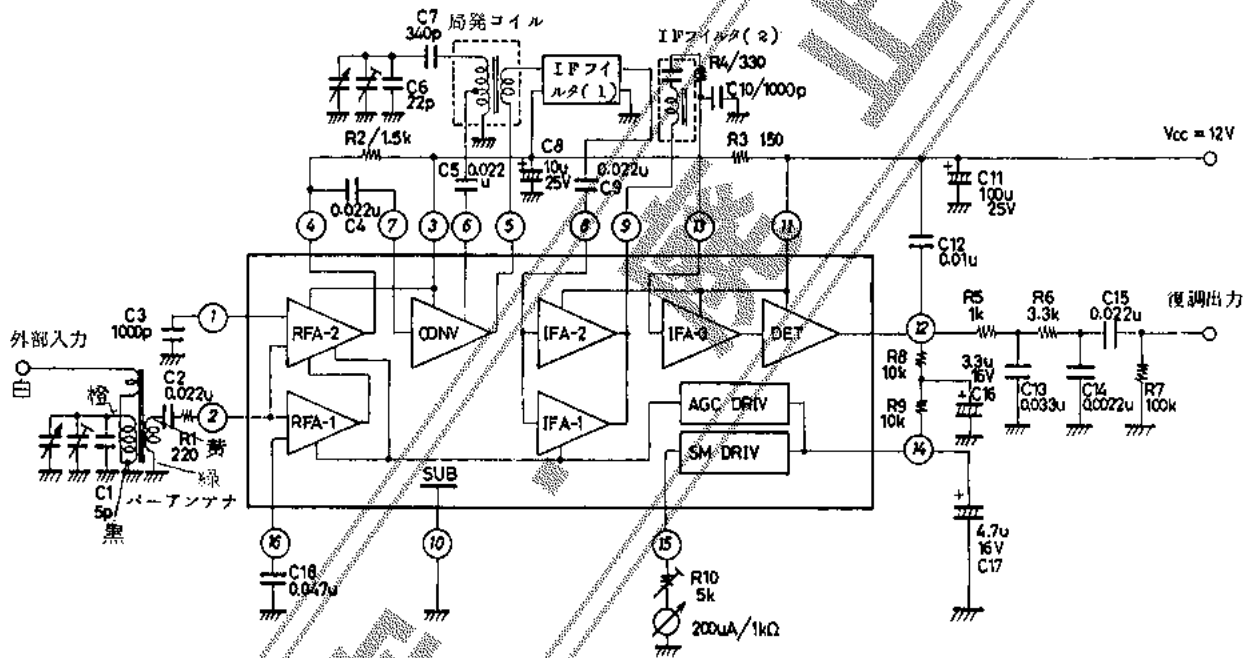 C7
340p
局発コイル
C6
22p
R2/1.5k
IFフィルタ(1)
IFフィルタ(2)
R4/330
C10/1000p
C5 0.022u
C8
10u
25V
0.022u
C9
R3 150
Vcc=12V
C11
100u
25V
0.022u
C4
4
7
3
6
5
8
9
13
11
C12
0.01u
C3
1000p
1
外部入力
白
橙
C2
0.022u
2
R1
220
黄
緑
C1
5p
黒
バーアンテナ
RFA-2
CONV
IFA-2
IFA-3
DET
RFA-1
IFA-1
AGC DRIV
SM DRIV
SUB
12
R5
1k
R6
3.3k
C15
0.022u
復調出力
R8
10k
R9
10k
3.3u
16V
C16
C13
0.033u
C14
0.0022u
R7
100k
14
4.7u
16V
C17
16
C18
0.047u
10
15
R10
5k
200uA/1kΩ